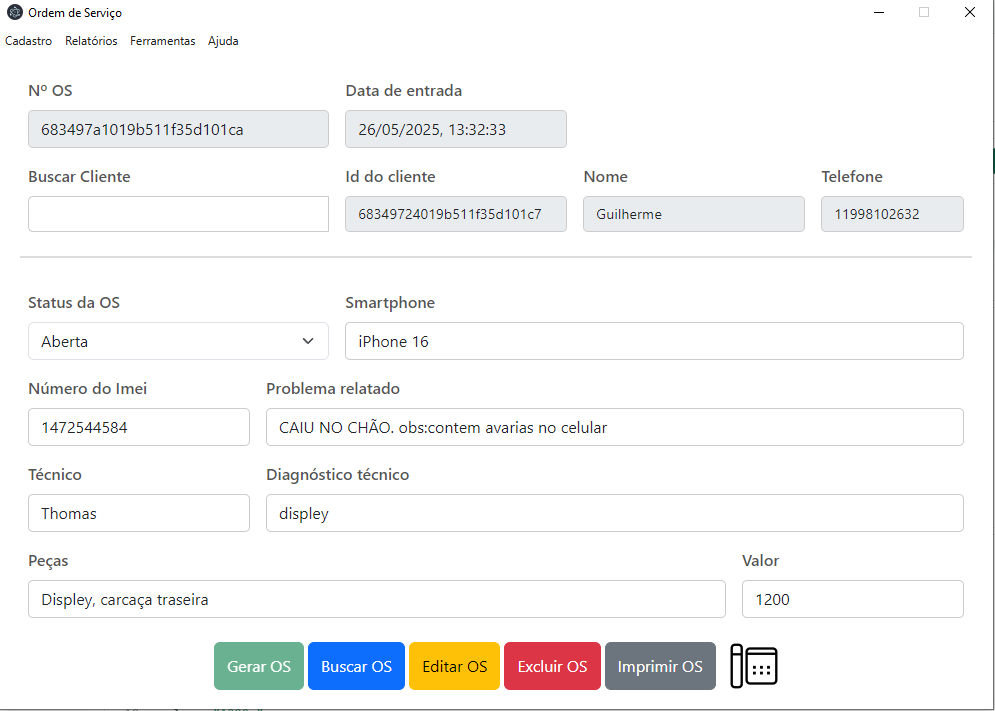 Ordem de Serviço
Cadastro Relatórios Ferramentas Ajuda
Nº OS Data de entrada
683497a1019b511f35d101ca 26/05/2025, 13:32:33
Buscar Cliente Id do cliente Nome Telefone
68349724019b511f35d101c7 Guilherme 11998102632
Status da OS Smartphone
Aberta iPhone 16
Número do Imei Problema relatado
1472544584 CAIU NO CHÃO. obs:contem avarias no celular
Técnico Diagnóstico técnico
Thomas displey
Peças Valor
Displey, carcaça traseira 1200
Gerar OS Buscar OS Editar OS Excluir OS Imprimir OS